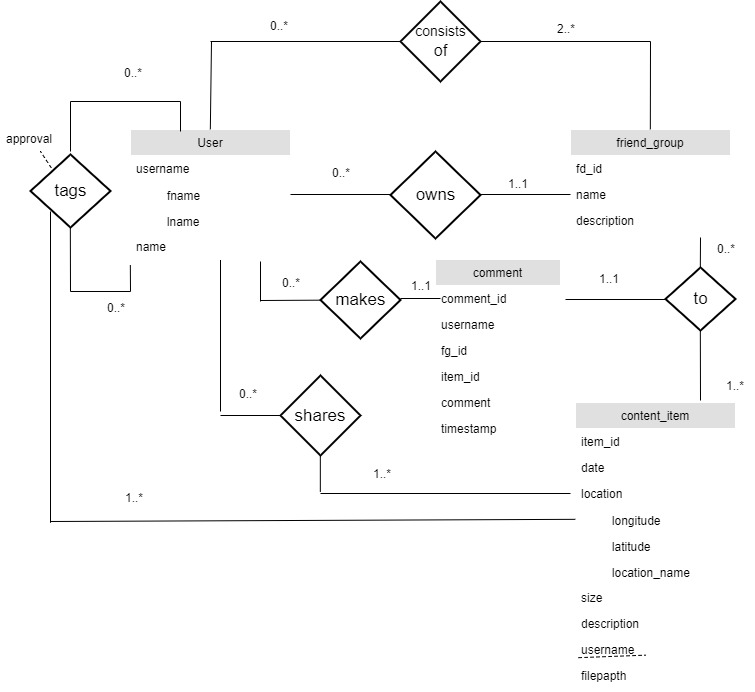 consists
of
0..*
2..*
0..*
approval
User
friend_group
username
fd_id
tags
0..*
owns
1..1
fname
name
lname
description
name
0..*
comment
0..*
makes
1..1
comment_id
1..1
to
0..*
username
fg_id
item_id
1..*
0..*
shares
comment
content_item
timestamp
item_id
date
1..*
location
1..*
longitude
latitude
location_name
size
description
username
filepapth